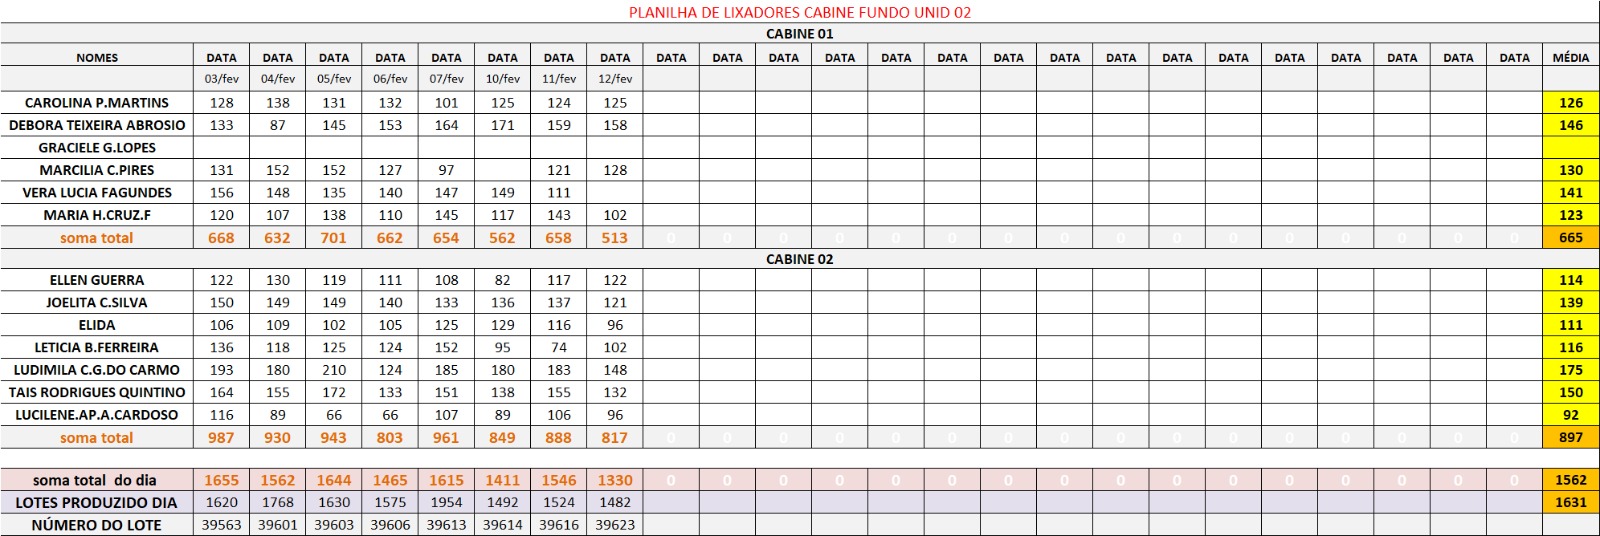 PLANILHA DE LIXADORES CABINE FUNDO UNID 02
CABINE 01
NOMES DATA DATA DATA DATA DATA DATA DATA DATA DATA DATA DATA DATA DATA DATA DATA DATA DATA DATA DATA DATA DATA DATA DATA DATA MÉDIA
03/fev 04/fev 05/fev 06/fev 07/fev 10/fev 11/fev 12/fev
CAROLINA P.MARTINS 128 138 131 132 101 125 124 125 126
DEBORA TEIXEIRA ABROSIO 133 87 145 153 164 171 159 158 146
GRACIELE G.LOPES
MARCILIA C.PIRES 131 152 152 127 97 121 128 130
VERA LUCIA FAGUNDES 156 148 135 140 147 149 111 141
MARIA H.CRUZ.F 120 107 138 110 145 117 143 102 123
soma total 668 632 701 662 654 562 658 513 0 0 0 0 0 0 0 0 0 0 0 0 0 0 0 0 665
CABINE 02
ELLEN GUERRA 122 130 119 111 108 82 117 122 114
JOELITA C.SILVA 150 149 149 140 133 136 137 121 139
ELIDA 106 109 102 105 125 129 116 96 111
LETICIA B.FERREIRA 136 118 125 124 152 95 74 102 116
LUDIMILA C.G.DO CARMO 193 180 210 124 185 180 183 148 175
TAIS RODRIGUES QUINTINO 164 155 172 133 151 138 155 132 150
LUCILENE.AP.A.CARDOSO 116 89 66 66 107 89 106 96 92
soma total 987 930 943 803 961 849 888 817 0 0 0 0 0 0 0 0 0 0 0 0 0 0 0 0 897
soma total do dia 1655 1562 1644 1465 1615 1411 1546 1330 0 0 0 0 0 0 0 0 0 0 0 0 0 0 0 0 1562
LOTES PRODUZIDO DIA 1620 1768 1630 1575 1954 1492 1524 1482 1631
NÚMERO DO LOTE 39563 39601 39603 39606 39613 39614 39616 39623